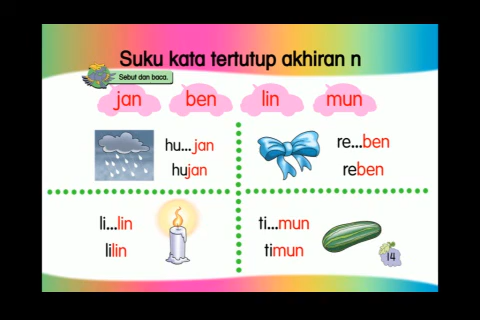 Suku kata tertutup akhiran n
Sebut dan baca.
jan ben lin mun
hu...jan
hujan
re...ben
reben
li...lin
lilin
ti...mun
timun
14